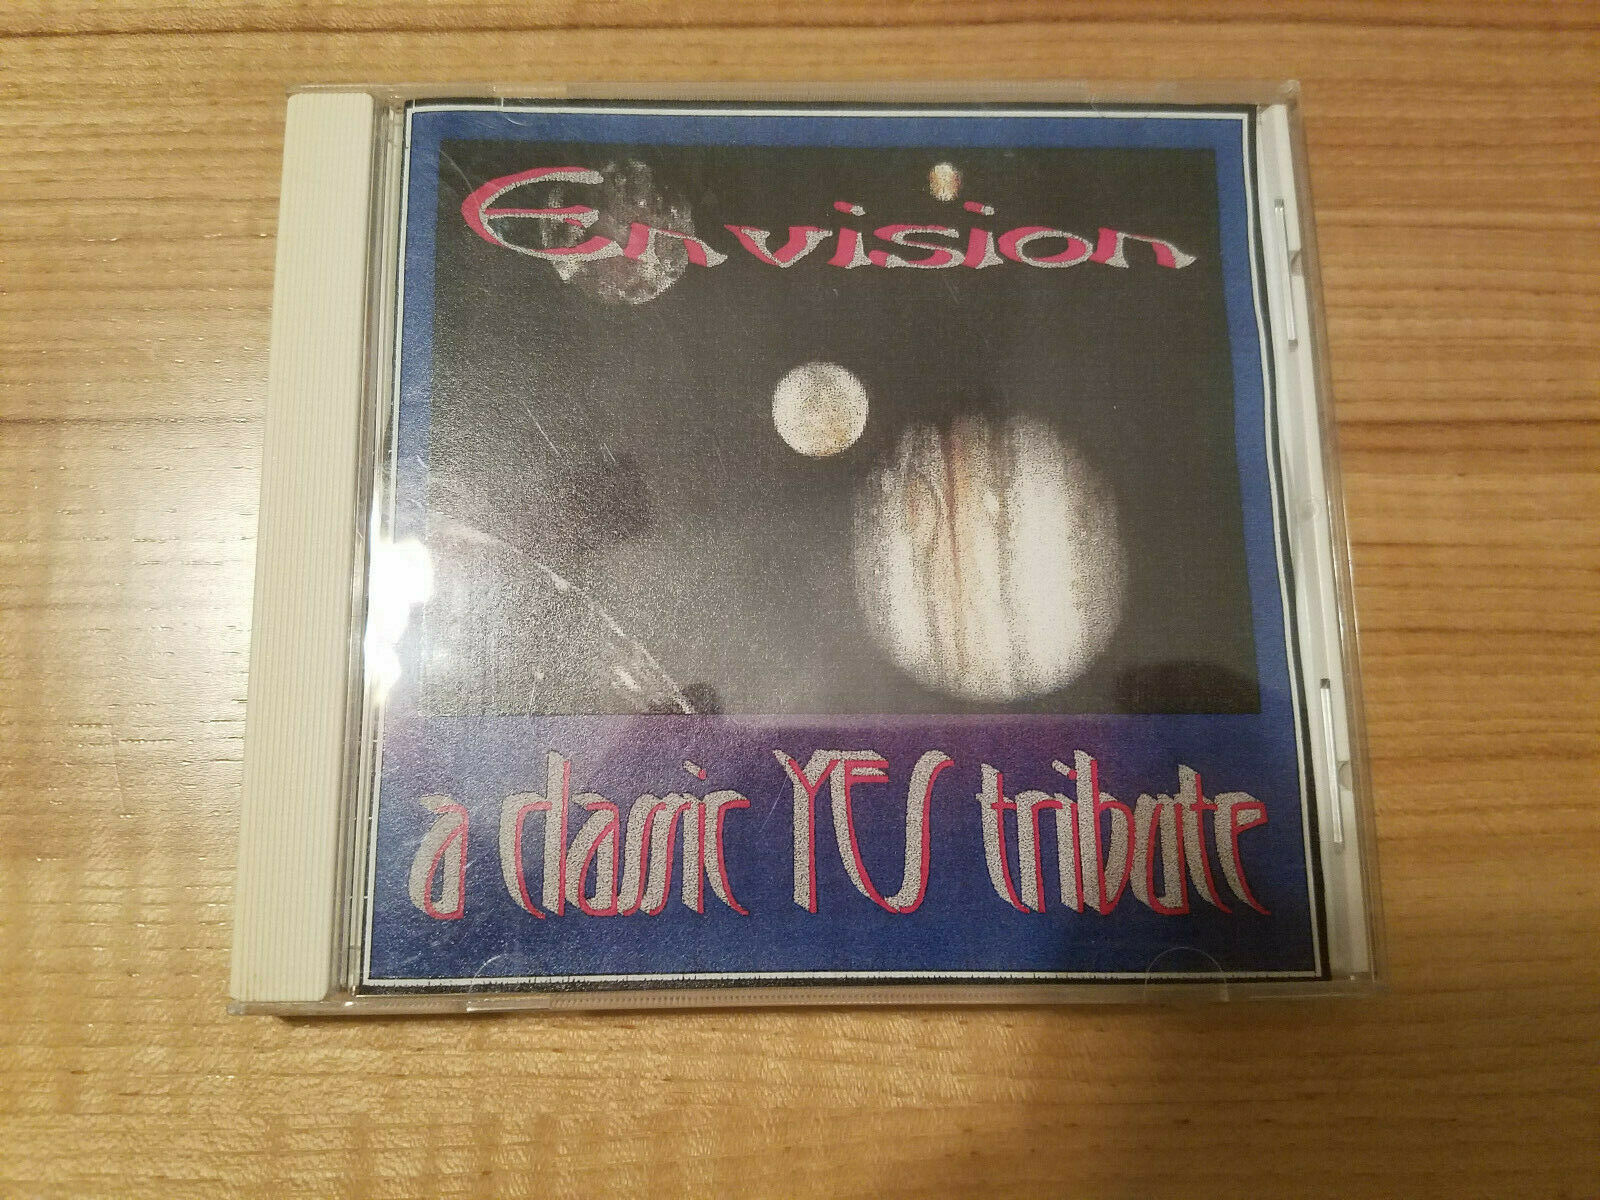 Envision
a classic YES tribute